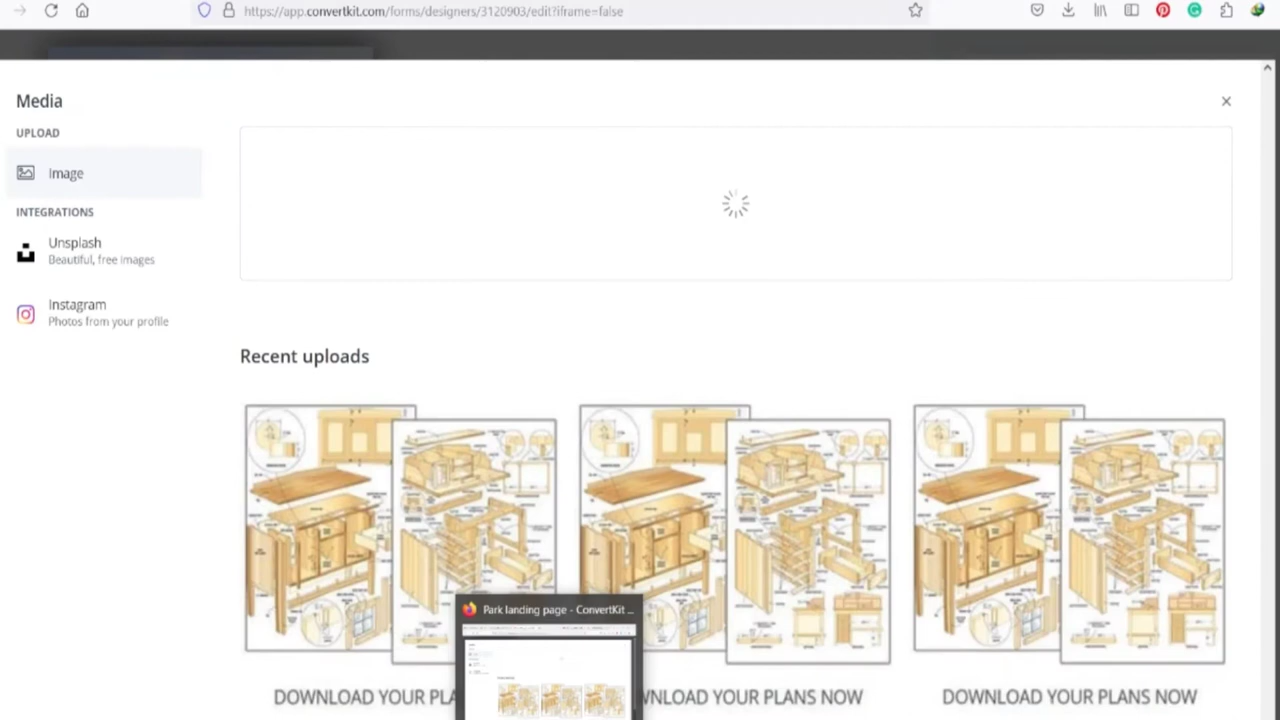 https://app.convertkit.com/forms/designers/3120903/edit?iframe=false
Media
UPLOAD
Image
INTEGRATIONS
Unsplash
Beautiful, free images
Instagram
Photos from your profile
Recent uploads
Park landing page - ConvertKit ...
DOWNLOAD YOUR PLA
NLOAD YOUR PLANS NOW
DOWNLOAD YOUR PLANS NOW